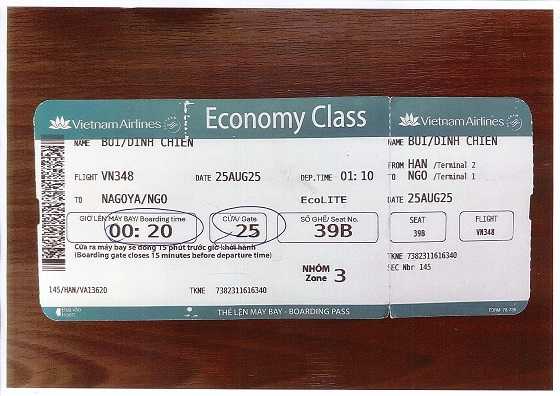 Vietnam Airlines
Economy Class
Vietnam Airlines
NAME BUI/DINH CHIEN
FLIGHT VN348 DATE 25AUG25 DEP.TIME 01:10
TO NAGOYA/NGO EcoLITE
GIỜ LÊN MÁY BAY/ Boarding time
00: 20
CỬA/ Gate
25
SỐ GHẾ/ Seat No.
39B
Cửa ra máy bay sẽ đóng 15 phút trước giờ khởi hành
(Boarding gate closes 15 minutes before departure time)
NHÓM
Zone 3
145/HAN/VA13620 TKNE 7382311616340
THẺ LÊN MÁY BAY - BOARDING PASS
NAME BUI/DINH CHIEN
FROM HAN /Terminal 2
TO NGO /Terminal 1
DATE 25AUG25
SEAT
39B
FLIGHT
VN348
TKNE 7382311616340
SEC Nbr 145